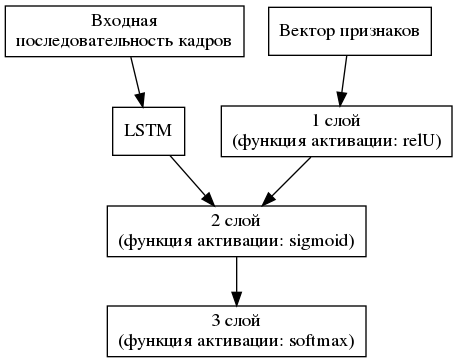 Входная
последовательность кадров
Вектор признаков
LSTM
1 слой
(функция активации: relU)
2 слой
(функция активации: sigmoid)
3 слой
(функция активации: softmax)